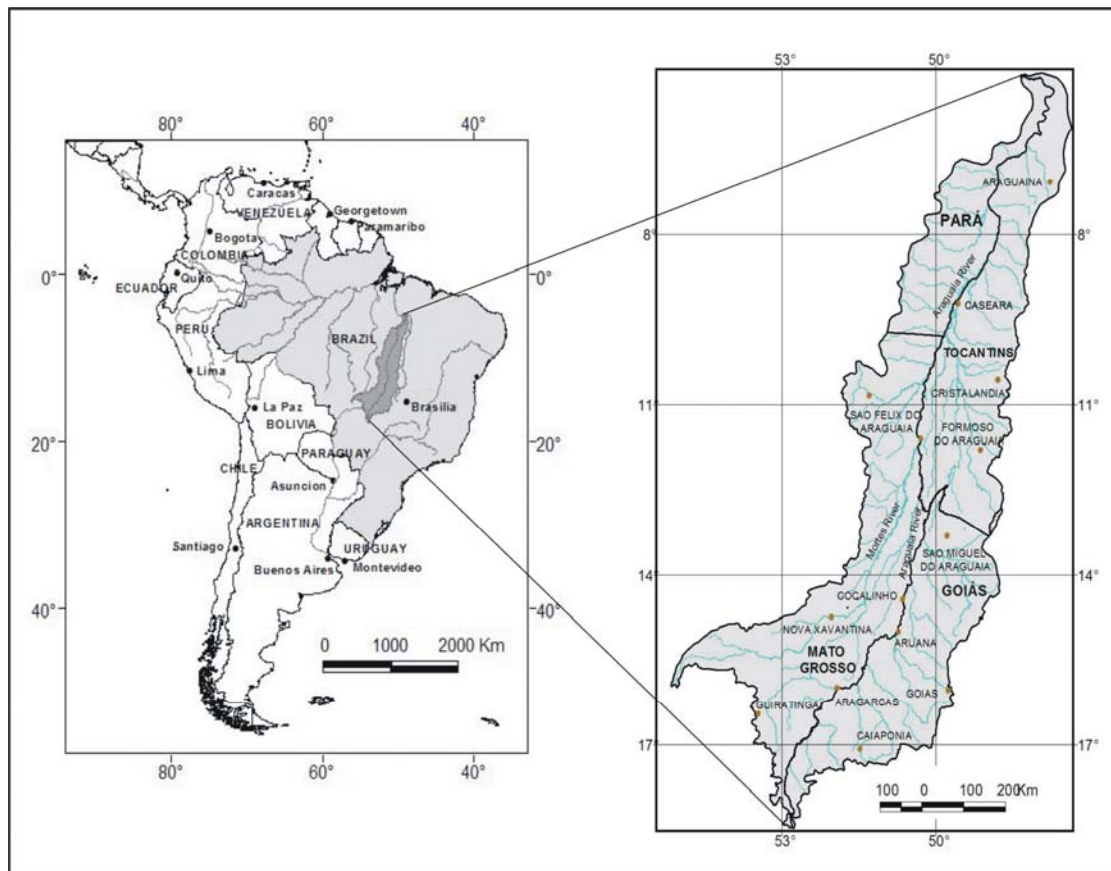 80°
60°
40°
Caracas
VENEZUELA
Georgetown
Paramaribo
Bogota
COLOMBIA
0°
0°
Quito
ECUADOR
PERU
BRAZIL
Lima
Brasilia
La Paz
BOLIVIA
20°
20°
PARAGUAY
CHILE
Asuncion
ARGENTINA
Santiago
URUGUAY
Buenos Aires
Montevideo
40°
40°
0 1000 2000 Km
80°
60°
40°
53°
50°
ARAGUAINA
PARÁ
8°
8°
Araguaia River
CASEARA
TOCANTINS
CRISTALANDIA
11°
11°
SAO FELIX DO
ARAGUAIA
FORMOSO
DO ARAGUAIA
Mortes River
Araguaia River
SAO MIGUEL
DO ARAGUAIA
14°
14°
GOIÁS
COCALINHO
NOVA XAVANTINA
ARUANA
MATO
GROSSO
GOIAS
GUIRATINGA
ARAGARCAS
CAIAPONIA
17°
17°
100 0 100 200 Km
53°
50°